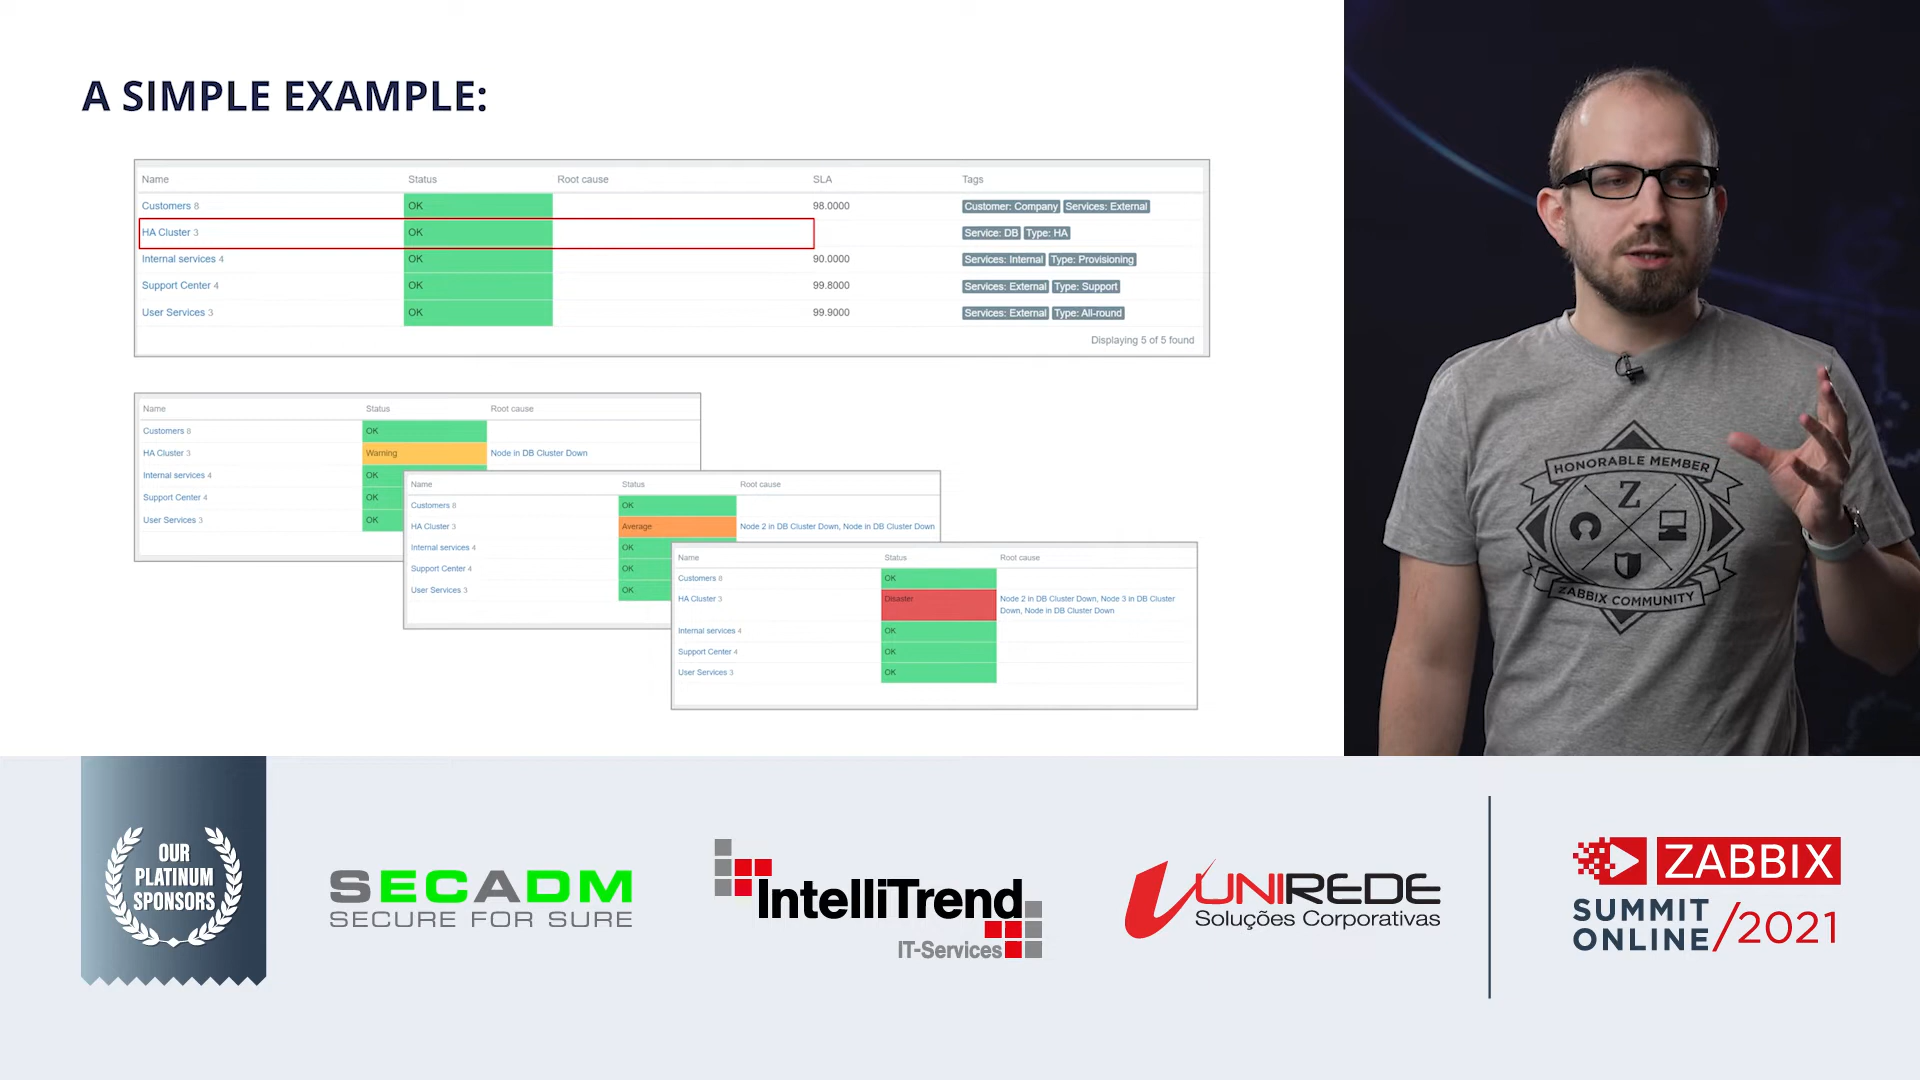 A SIMPLE EXAMPLE:
Name Status Root cause SLA Tags
Customers 8 OK 98.0000 Customer: Company Services: External
HA Cluster 3 OK Service: DB Type: HA
Internal services 4 OK 90.0000 Services: Internal Type: Provisioning
Support Center 4 OK 99.8000 Services: External Type: Support
User Services 3 OK 99.9000 Services: External Type: All-round
Displaying 5 of 5 found
Name Status Root cause
Customers 8 OK
HA Cluster 3 Warning Node in DB Cluster Down
Internal services 4 OK
Support Center 4 OK
User Services 3 OK
Name Status Root cause
Customers 8 OK
HA Cluster 3 Average Node 2 in DB Cluster Down, Node in DB Cluster Down
Internal services 4 OK
Support Center 4 OK
User Services 3 OK
Name Status Root cause
Customers 8 OK
HA Cluster 3 Disaster Node 2 in DB Cluster Down, Node 3 in DB Cluster
Down, Node in DB Cluster Down
Internal services 4 OK
Support Center 4 OK
User Services 3 OK
HONORABLE MEMBER
Z
ZABBIX COMMUNITY
OUR
PLATINUM
SPONSORS
SECADM
SECURE FOR SURE
IntelliTrend
IT-Services
UNIREDE
Soluções Corporativas
ZABBIX
SUMMIT
ONLINE /2021